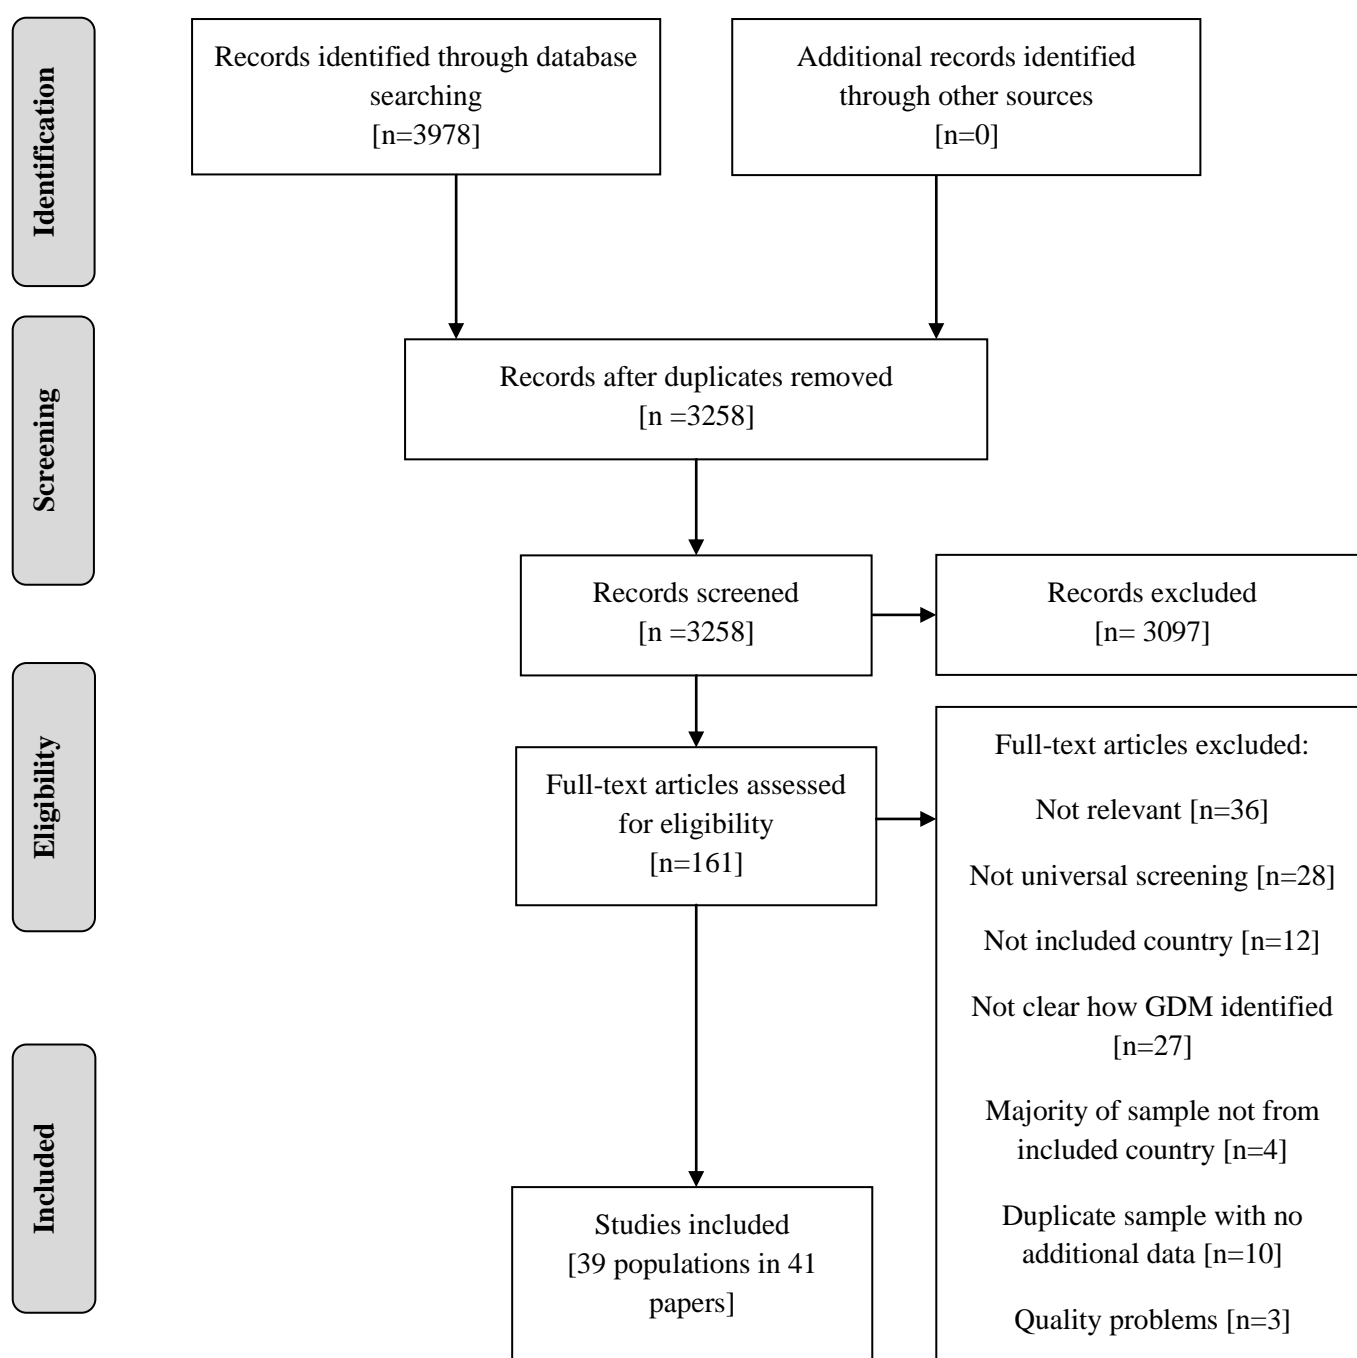 Identification
Records identified through database
searching
[n=3978]
Additional records identified
through other sources
[n=0]
Screening
Records after duplicates removed
[n =3258]
Records screened
[n =3258]
Records excluded
[n= 3097]
Eligibility
Full-text articles assessed
for eligibility
[n=161]
Full-text articles excluded:
Not relevant [n=36]
Not universal screening [n=28]
Not included country [n=12]
Not clear how GDM identified
[n=27]
Majority of sample not from
included country [n=4]
Duplicate sample with no
additional data [n=10]
Quality problems [n=3]
Included
Studies included
[39 populations in 41
papers]